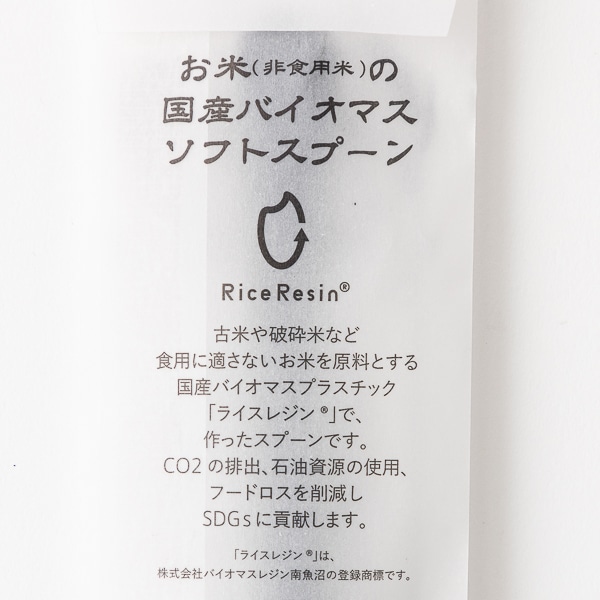 お米(非食用米)の
国産バイオマス
ソフトスプーン
RiceResin®
古米や破砕米など
食用に適さないお米を原料とする
国産バイオマスプラスチック
「ライスレジン®」で、
作ったスプーンです。
CO2の排出、石油資源の使用、
フードロスを削減し
SDGsに貢献します。
「ライスレジン®」は、
株式会社バイオマスレジン南魚沼の登録商標です。